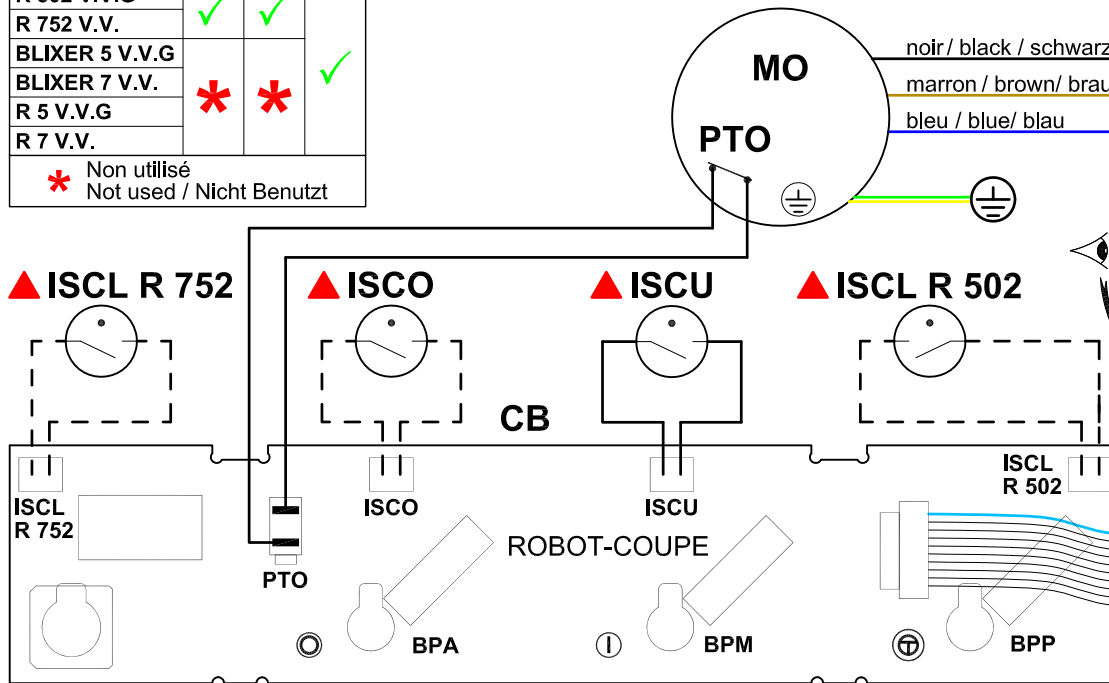 R 752 V.V.
BLIXER 5 V.V.G
BLIXER 7 V.V.
R 5 V.V.G
R 7 V.V.
* Non utilisé
Not used / Nicht Benutzt
MO
PTO
noir / black / schwarz
marron / brown/ brau
bleu / blue/ blau
ISCL R 752
ISCO
ISCU
ISCL R 502
CB
ISCL
R 752
ISCO
ISCU
ISCL
R 502
PTO
ROBOT-COUPE
BPA
BPM
BPP